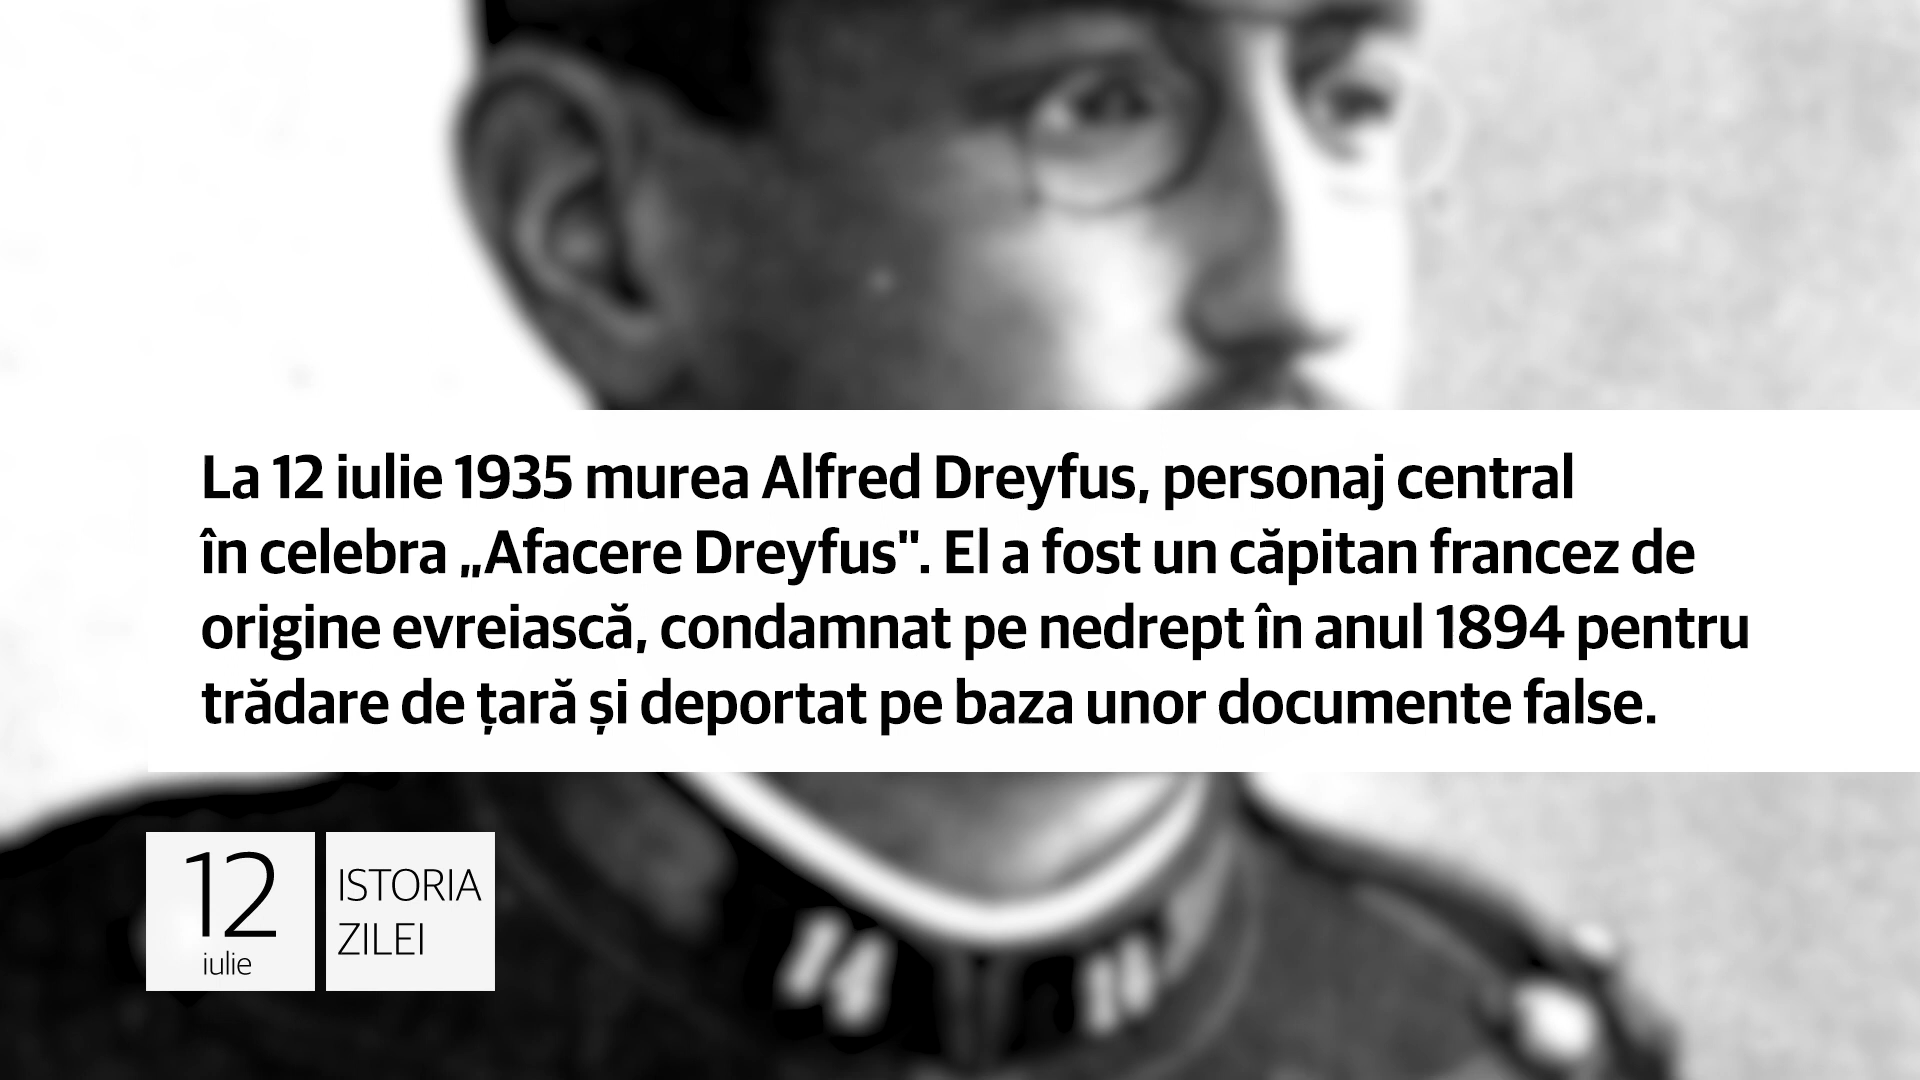 La 12 iulie 1935 murea Alfred Dreyfus, personaj central
în celebra „Afacere Dreyfus". El a fost un căpitan francez de
origine evreiască, condamnat pe nedrept în anul 1894 pentru
trădare de țară și deportat pe baza unor documente false.
12
iulie
ISTORIA
ZILEI
14
14